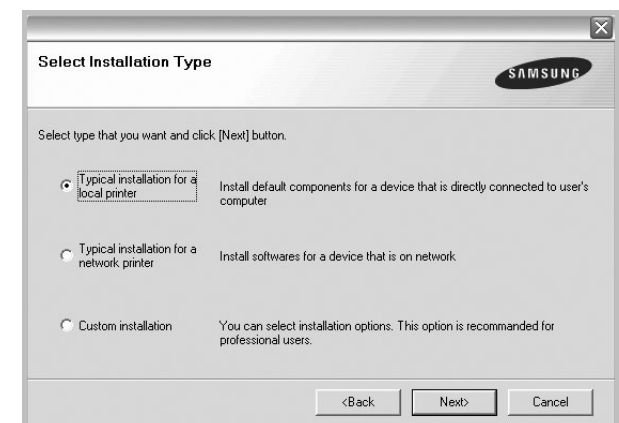 Select Installation Type
SAMSUNG
Select type that you want and click [Next] button.
Typical installation for a
local printer
Install default components for a device that is directly connected to user's
computer
Typical installation for a
network printer
Install softwares for a device that is on network
Custom installation
You can select installation options. This option is recommanded for
professional users.
<Back
Next>
Cancel